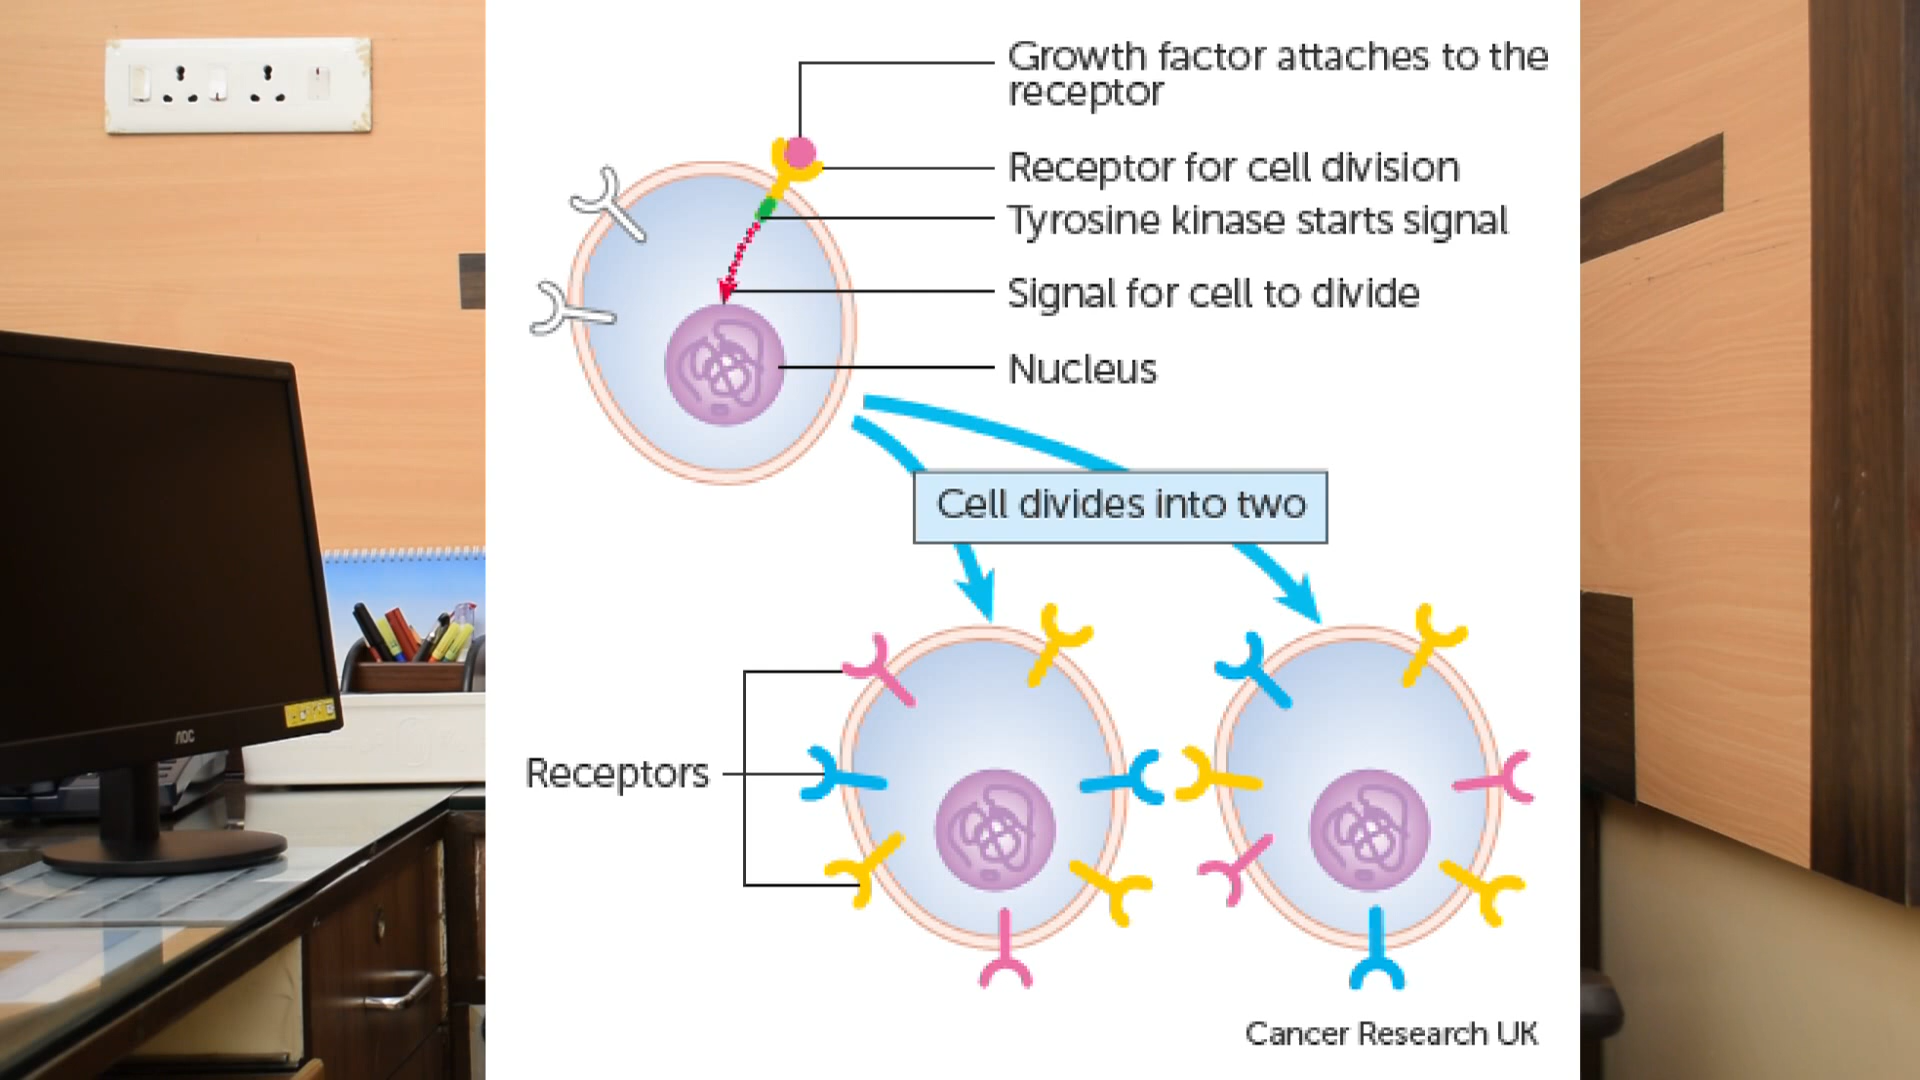 Growth factor attaches to the
receptor
Receptor for cell division
Tyrosine kinase starts signal
Signal for cell to divide
Nucleus
Cell divides into two
Receptors
AOC
Cancer Research UK